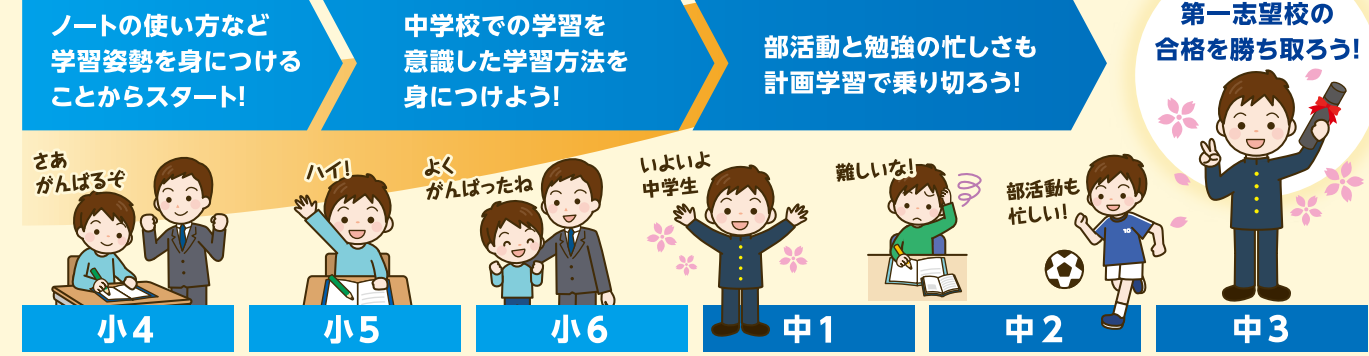 ノートの使い方など
学習姿勢を身につける
ことからスタート!
中学校での学習を
意識した学習方法を
身につけよう!
部活動と勉強の忙しさも
計画学習で乗り切ろう!
第一志望校の
合格を勝ち取ろう!
さあ
がんばるぞ
ハイ!
よく
がんばったね
いよいよ
中学生
難しいな!
部活動も
忙しい!
10
小4
小5
小6
中1
中2
中3